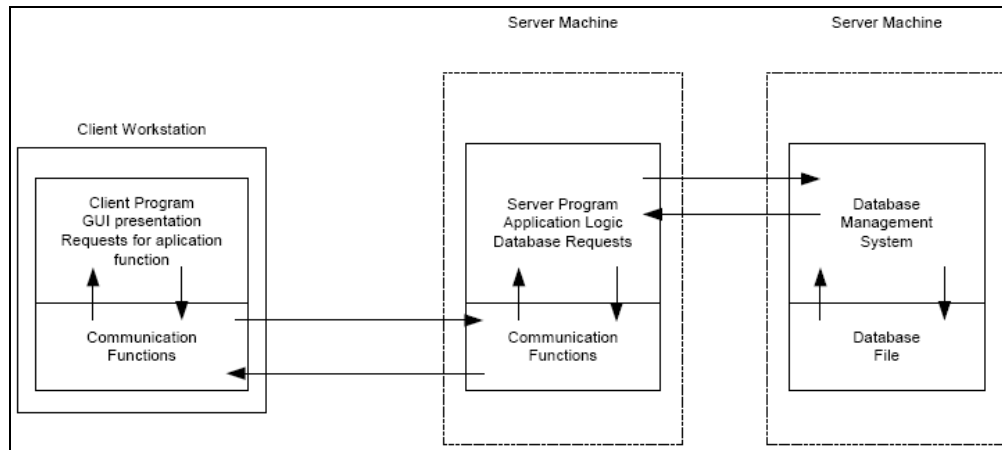 Server Machine
Server Machine
Client Workstation
Client Program
GUI presentation
Requests for aplication
function
Communication
Functions
Server Program
Application Logic
Database Requests
Communication
Functions
Database
Management
System
Database
File